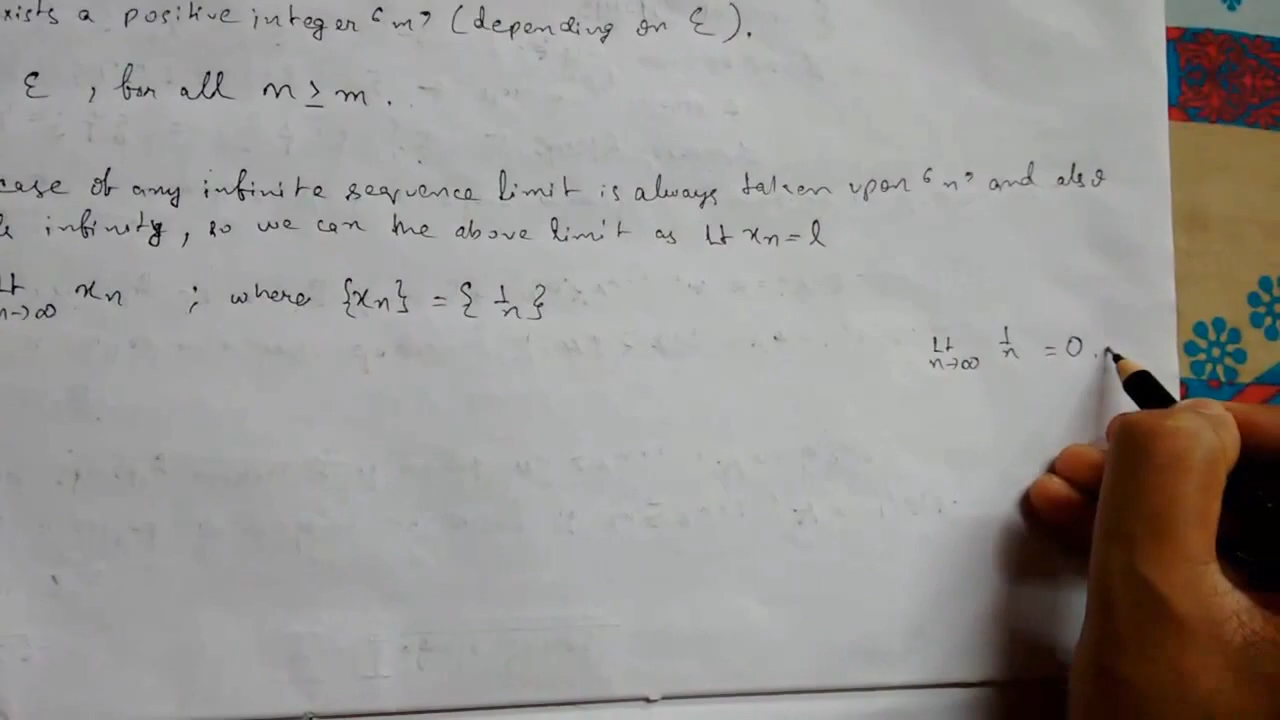 xists a positive integer ‘m’ (depending on ε).
ε , for all n ≥ m .
case of any infinite sequence limit is always taken upon ‘n’ and also
infinity, so we can the above limit as Lt xn = l
Lt n→∞ xn ; where {xn} = { 1/n }
Lt n→∞ 1/n = 0 .